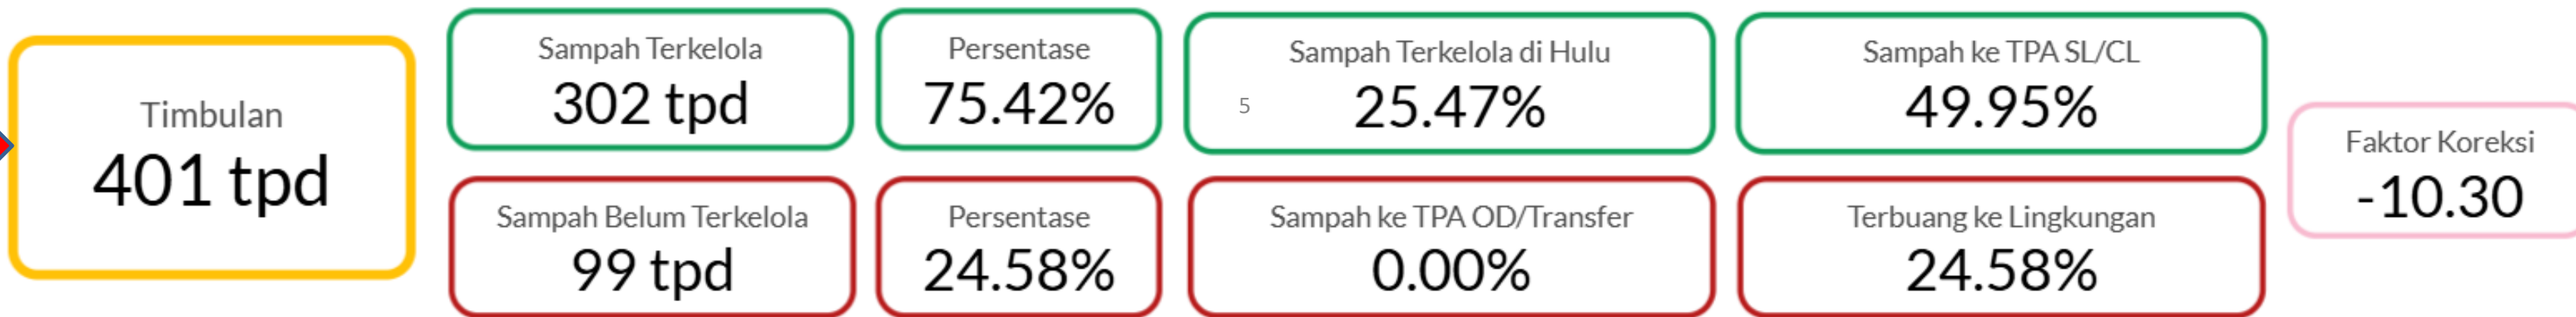 Timbulan
401 tpd
Sampah Terkelola
302 tpd
Persentase
75.42%
Sampah Terkelola di Hulu
5
25.47%
Sampah ke TPA SL/CL
49.95%
Sampah Belum Terkelola
99 tpd
Persentase
24.58%
Sampah ke TPA OD/Transfer
0.00%
Terbuang ke Lingkungan
24.58%
Faktor Koreksi
-10.30